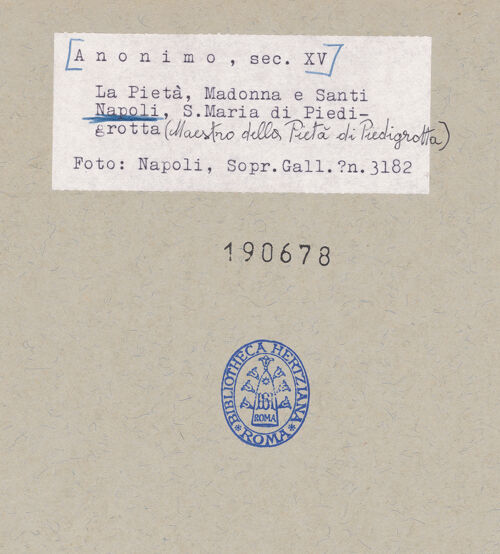 [Anonimo, sec. XV]
La Pietà, Madonna e Santi
Napoli, S.Maria di Piedi-
grotta (Maestro della Pietà di Piedigrotta)
Foto: Napoli, Sopr.Gall.?n.3182
190678
BIBLIOTHECA HERTZIANA
ROMA
* ROMA *